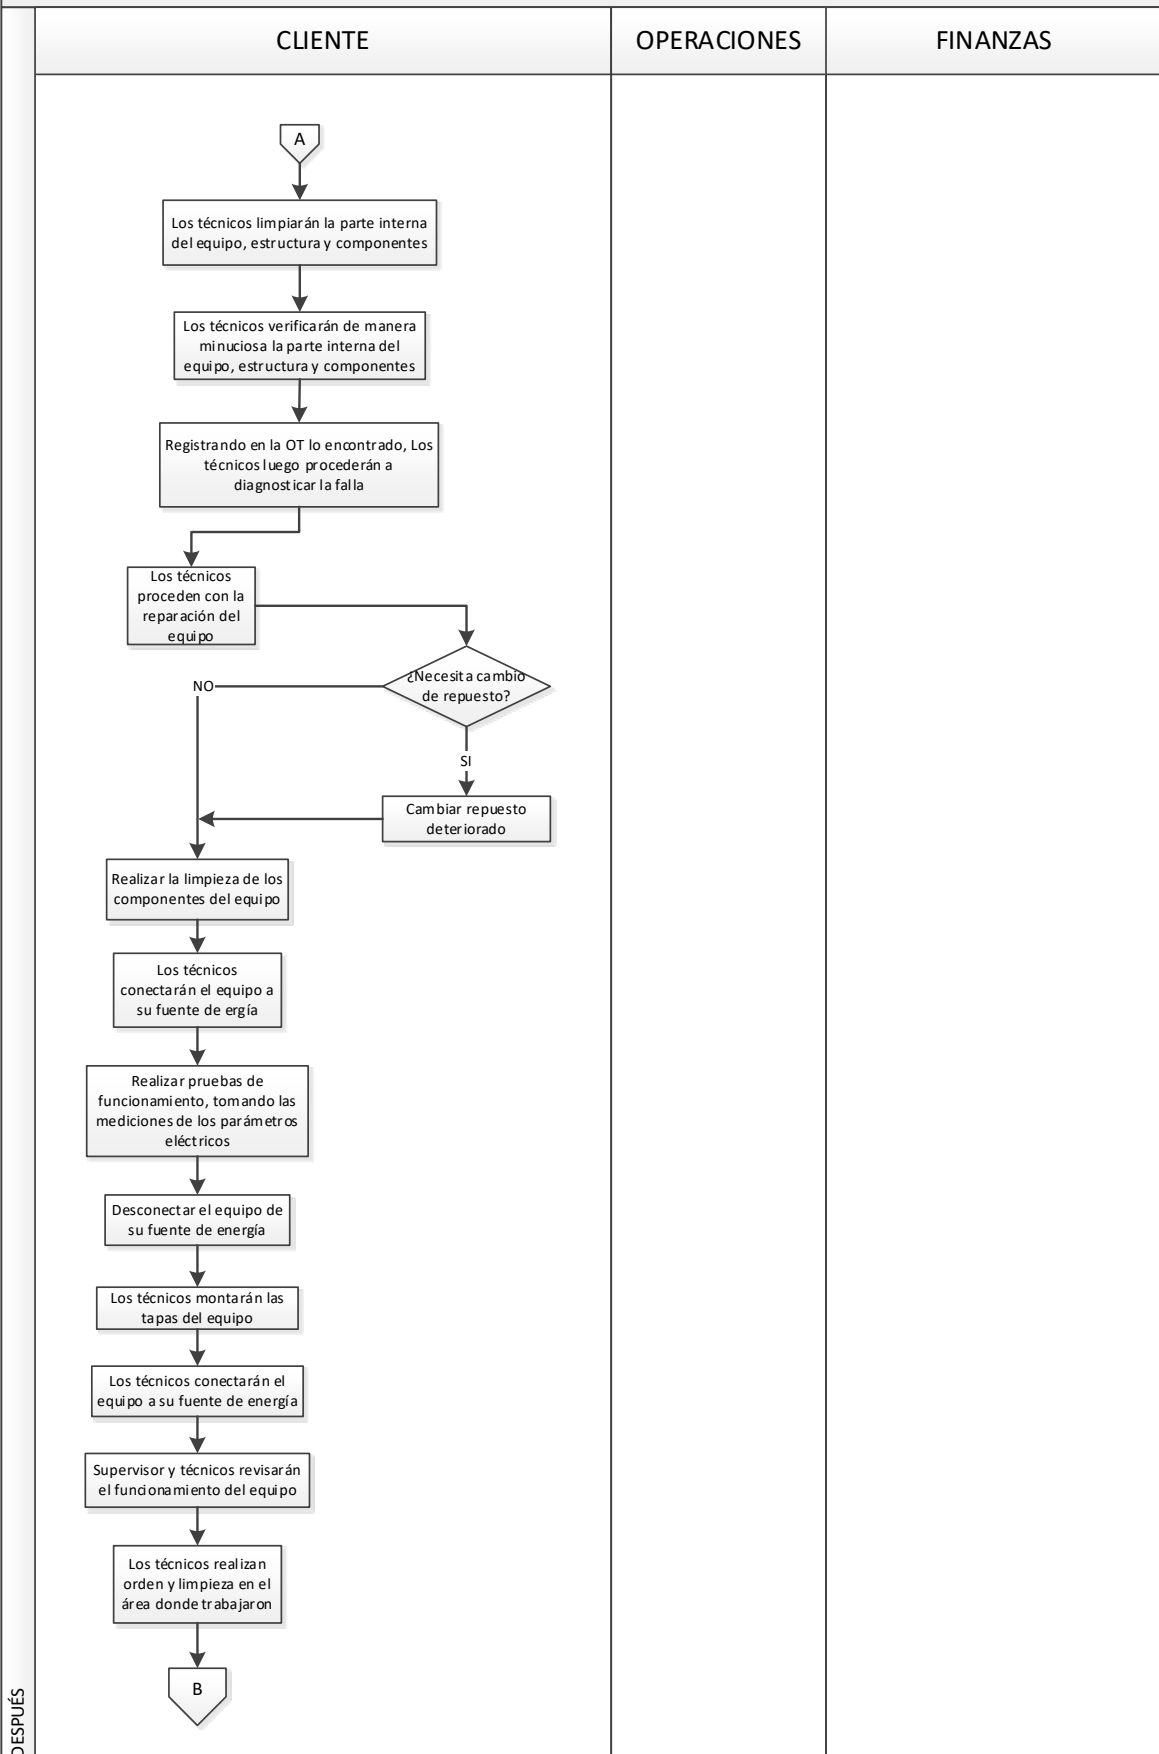 CLIENTE
OPERACIONES
FINANZAS
A
Los técnicos limpiarán la parte interna
del equipo, estructura y componentes
Los técnicos verificarán de manera
minuciosa la parte interna del
equipo, estructura y componentes
Registrando en la OT lo encontrado, Los
técnicos luego procederán a
diagnosticar la falla
Los técnicos
proceden con la
reparación del
equipo
¿Necesita cambio
de repuesto?
NO
SI
Cambiar repuesto
deteriorado
Realizar la limpieza de los
componentes del equipo
Los técnicos
conectarán el equipo a
su fuente de ergía
Realizar pruebas de
funcionamiento, tomando las
mediciones de los parámetros
eléctricos
Desconectar el equipo de
su fuente de energía
Los técnicos montarán las
tapas del equipo
Los técnicos conectarán el
equipo a su fuente de energía
Supervisor y técnicos revisarán
el funcionamiento del equipo
Los técnicos realizan
orden y limpieza en el
área donde trabajaron
B
DESPUÉS